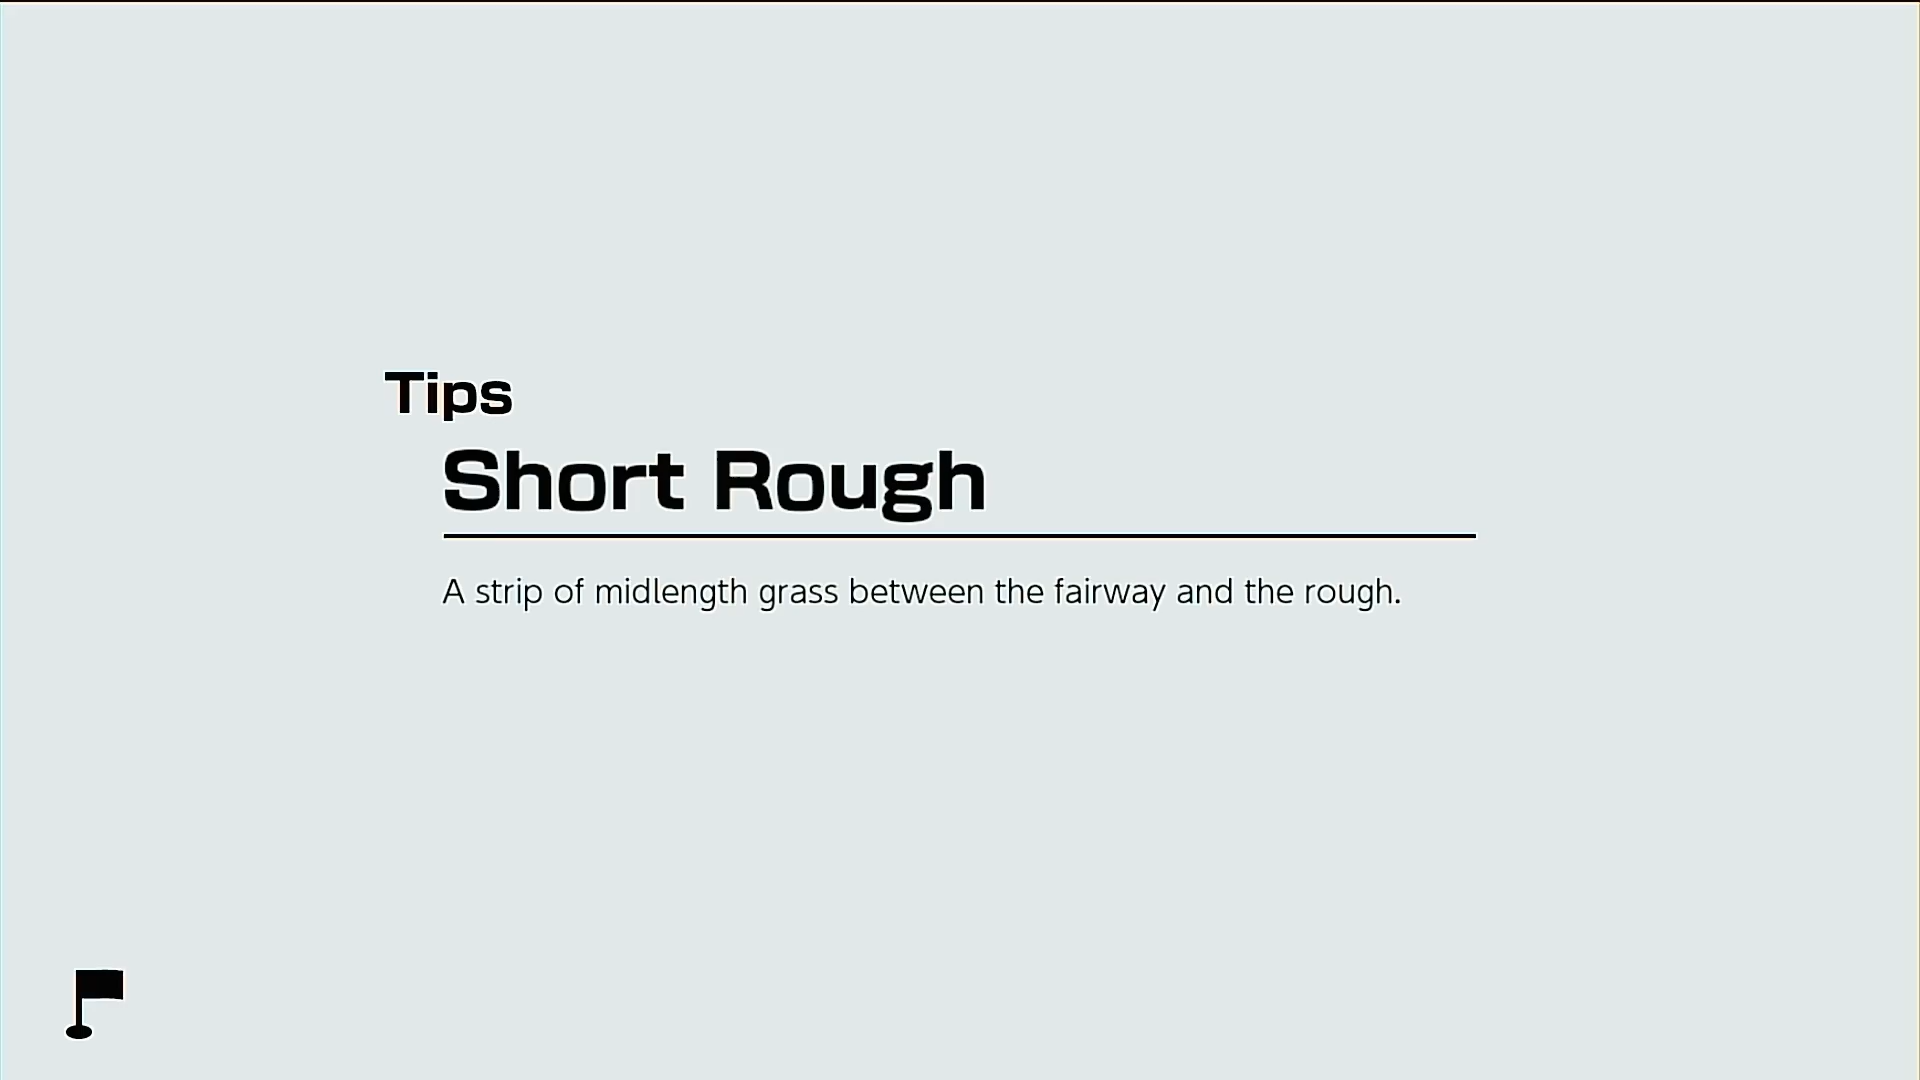 Tips
Short Rough
A strip of midlength grass between the fairway and the rough.